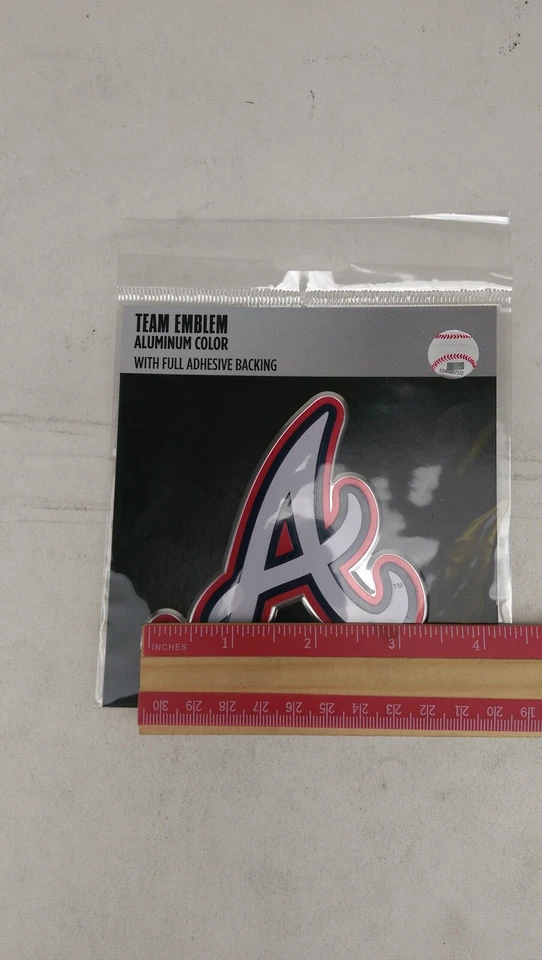 TEAM EMBLEM
ALUMINUM COLOR
WITH FULL ADHESIVE BACKING
A
TM
1 2 3 4
INCHES
30 29 28 27 26 25 24 23 22 21 20 19